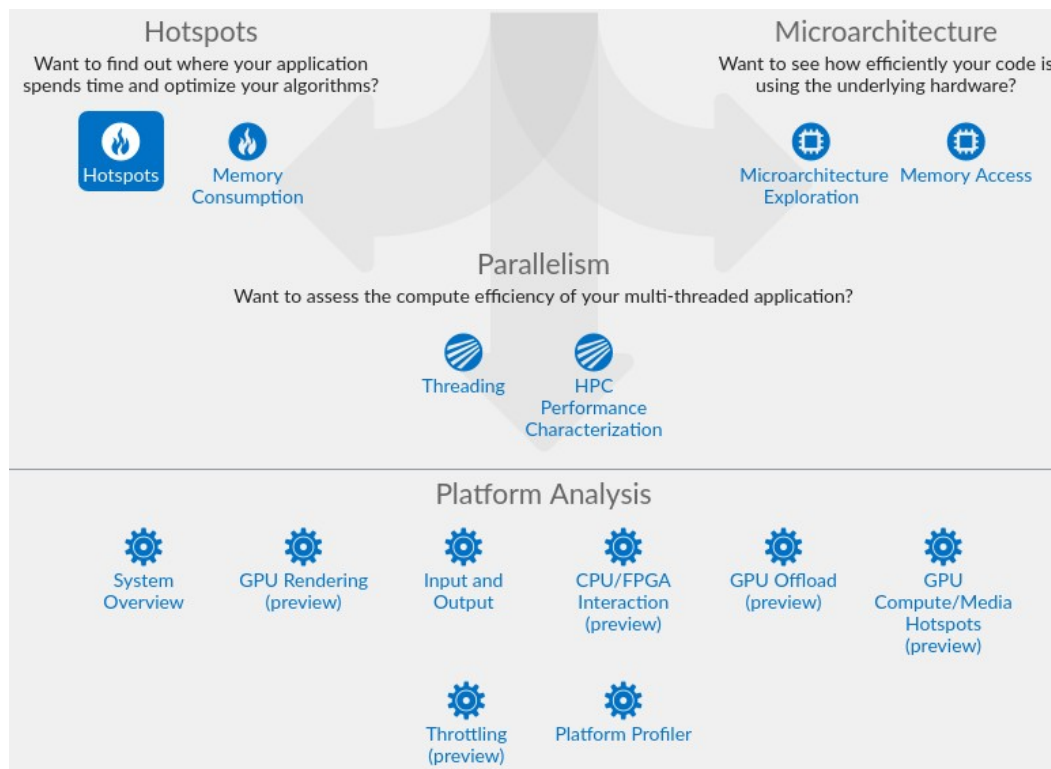 Hotspots
Want to find out where your application
spends time and optimize your algorithms?
Hotspots
Memory
Consumption
Microarchitecture
Want to see how efficiently your code is
using the underlying hardware?
Microarchitecture
Exploration
Memory Access
Parallelism
Want to assess the compute efficiency of your multi-threaded application?
Threading
HPC
Performance
Characterization
Platform Analysis
System
Overview
GPU Rendering
(preview)
Input and
Output
CPU/FPGA
Interaction
(preview)
GPU Offload
(preview)
GPU
Compute/Media
Hotspots
(preview)
Throttling
(preview)
Platform Profiler